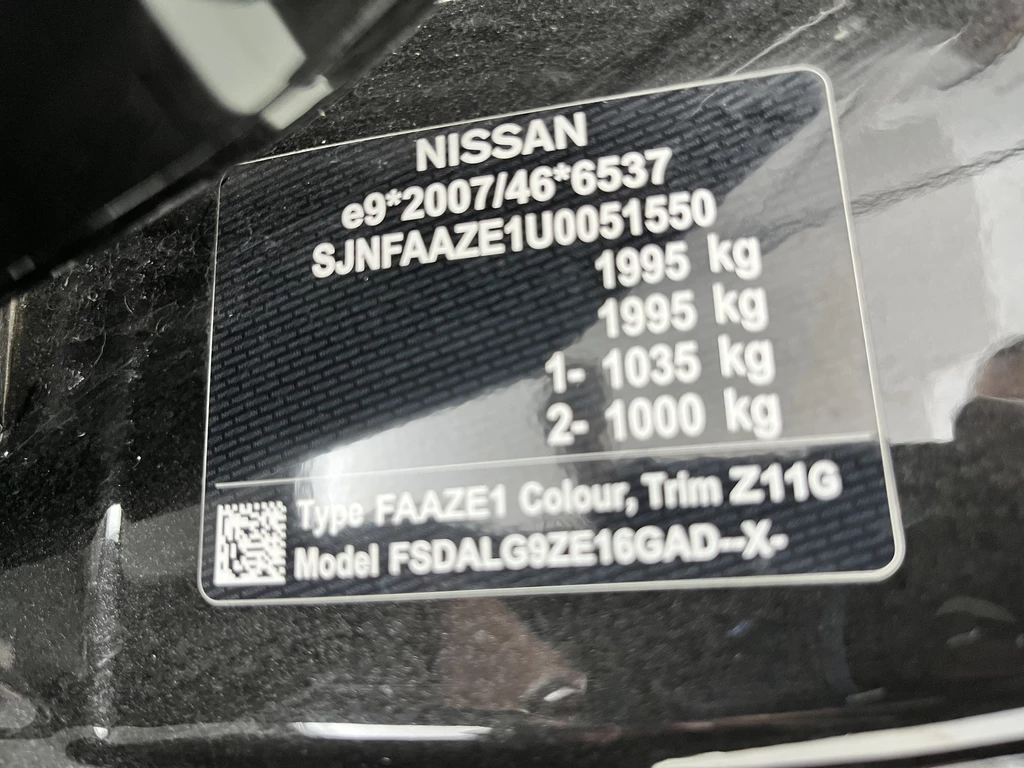 NISSAN
e9*2007/46*6537
SJNFAAZE1U0051550
1995 kg
1995 kg
1- 1035 kg
2- 1000 kg
Type FAAZE1 Colour, Trim Z11G
Model FSDALG9ZE16GAD--X-